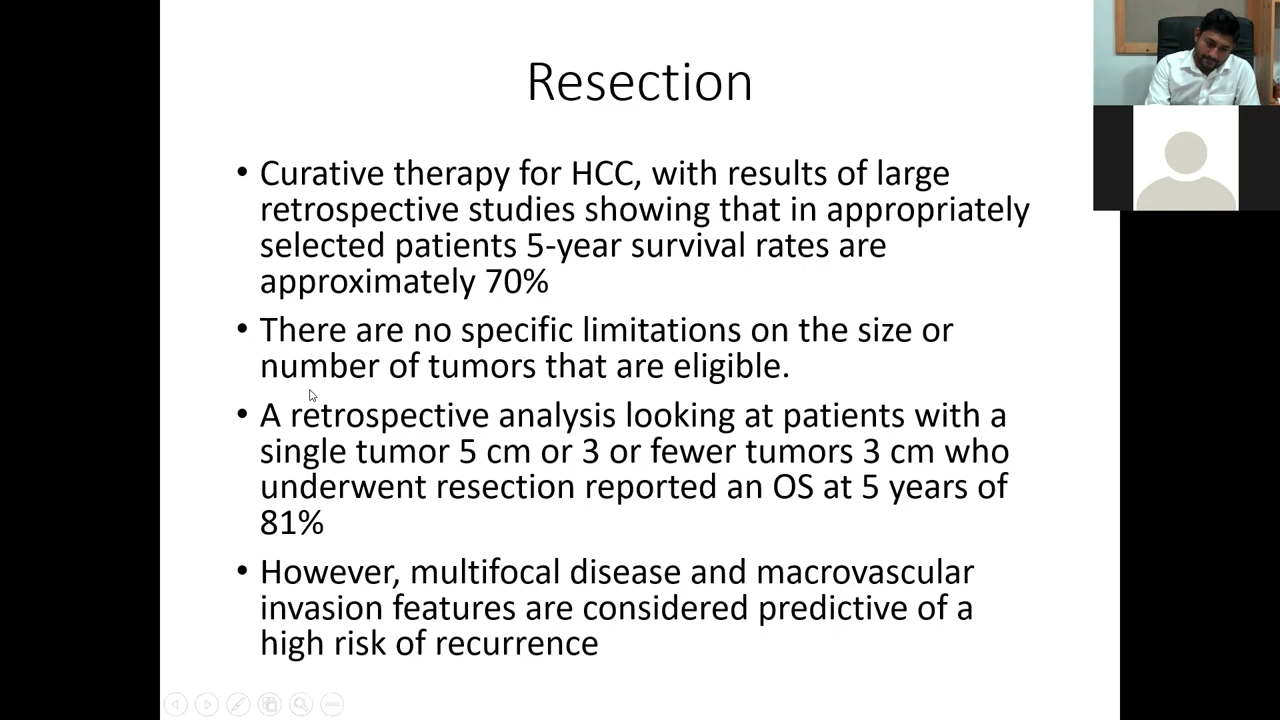 Resection
• Curative therapy for HCC, with results of large
retrospective studies showing that in appropriately
selected patients 5-year survival rates are
approximately 70%
• There are no specific limitations on the size or
number of tumors that are eligible.
• A retrospective analysis looking at patients with a
single tumor 5 cm or 3 or fewer tumors 3 cm who
underwent resection reported an OS at 5 years of
81%
• However, multifocal disease and macrovascular
invasion features are considered predictive of a
high risk of recurrence